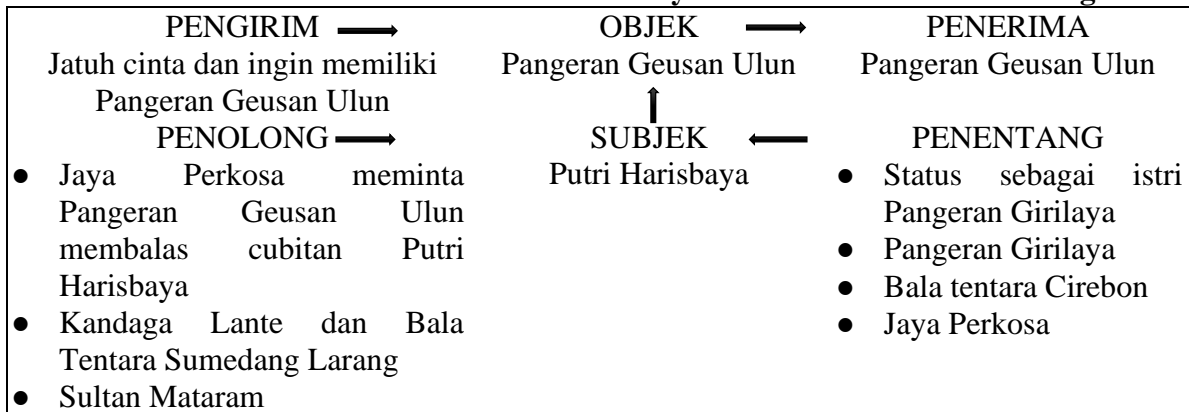 PENGIRIM
Jatuh cinta dan ingin memiliki
Pangeran Geusan Ulun
OBJEK
Pangeran Geusan Ulun
PENERIMA
Pangeran Geusan Ulun
PENOLONG
● Jaya Perkosa meminta
Pangeran Geusan Ulun
membalas cubitan Putri
Harisbaya
● Kandaga Lante dan Bala
Tentara Sumedang Larang
● Sultan Mataram
SUBJEK
Putri Harisbaya
PENENTANG
● Status sebagai istri
Pangeran Girilaya
● Pangeran Girilaya
● Bala tentara Cirebon
● Jaya Perkosa